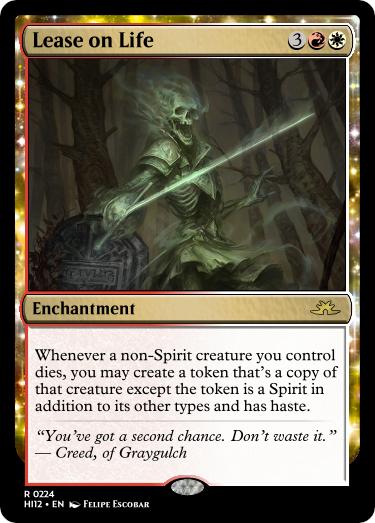 Lease on Life 3
Enchantment
Whenever a non-Spirit creature you control
dies, you may create a token that's a copy of
that creature except the token is a Spirit in
addition to its other types and has haste.
“You've got a second chance. Don't waste it.”
— Creed, of Graygulch
R 0224
HI12 • EN Felipe Escobar